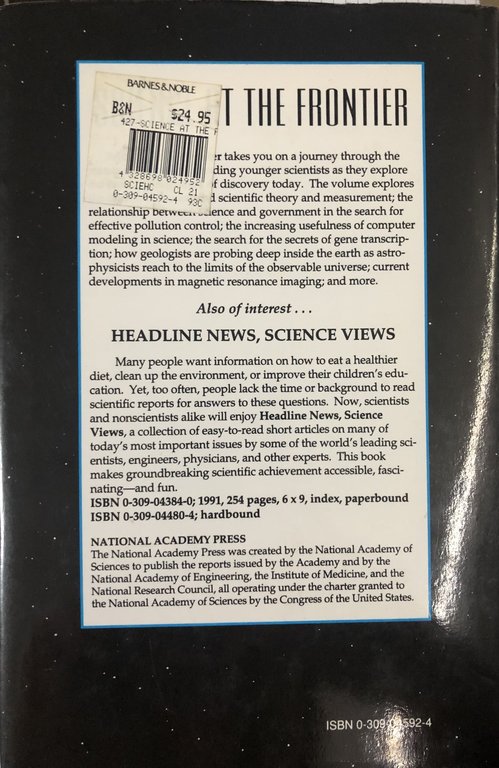 BARNES & NOBLE
B&N $24.95
427-SCIENCE AT THE F
4 328698 024952
SCIEHC CL 21
0-309-04592-4 93C
T THE FRONTIER
er takes you on a journey through the
ding younger scientists as they explore
of discovery today. The volume explores
d scientific theory and measurement; the
relationship between science and government in the search for
effective pollution control; the increasing usefulness of computer
modeling in science; the search for the secrets of gene transcrip-
tion; how geologists are probing deep inside the earth as astro-
physicists reach to the limits of the observable universe; current
developments in magnetic resonance imaging; and more.
Also of interest . . .
HEADLINE NEWS, SCIENCE VIEWS
Many people want information on how to eat a healthier
diet, clean up the environment, or improve their children's edu-
cation. Yet, too often, people lack the time or background to read
scientific reports for answers to these questions. Now, scientists
and nonscientists alike will enjoy Headline News, Science
Views, a collection of easy-to-read short articles on many of
today's most important issues by some of the world's leading sci-
entists, engineers, physicians, and other experts. This book
makes groundbreaking scientific achievement accessible, fasci-
nating—and fun.
ISBN 0-309-04384-0; 1991, 254 pages, 6 x 9, index, paperbound
ISBN 0-309-04480-4; hardbound
NATIONAL ACADEMY PRESS
The National Academy Press was created by the National Academy of
Sciences to publish the reports issued by the Academy and by the
National Academy of Engineering, the Institute of Medicine, and the
National Research Council, all operating under the charter granted to
the National Academy of Sciences by the Congress of the United States.
ISBN 0-309-04592-4